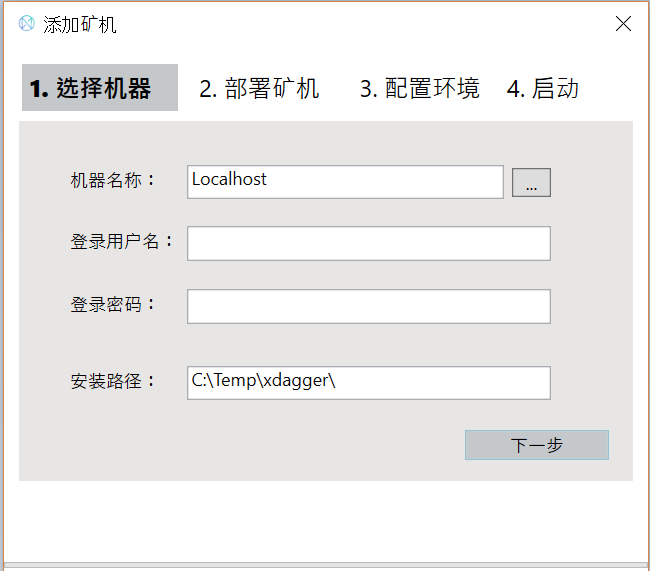 添加矿机
1. 选择机器 2. 部署矿机 3. 配置环境 4. 启动
机器名称： Localhost ...
登录用户名：
登录密码：
安装路径： C:\Temp\xdagger\
下一步